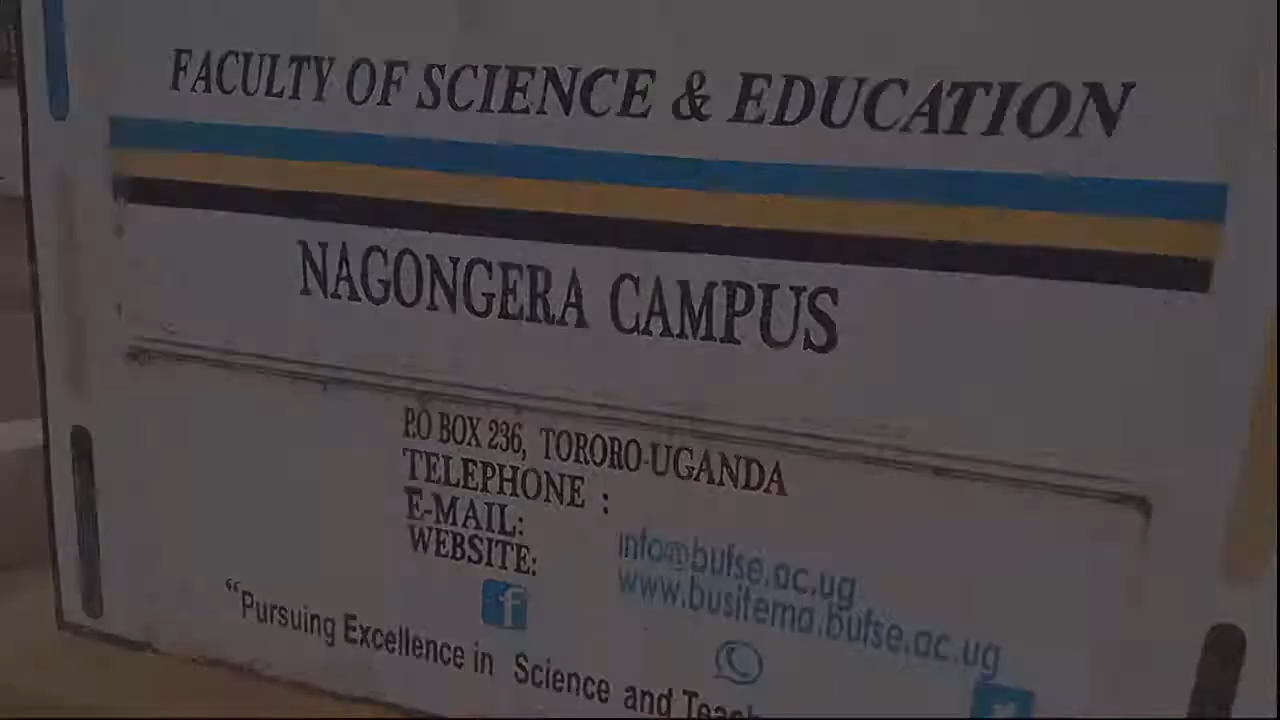 FACULTY OF SCIENCE & EDUCATION
NAGONGERA CAMPUS
P.O BOX 236, TORORO-UGANDA
TELEPHONE :
E-MAIL: info@bufse.ac.ug
WEBSITE: www.busitema.bufse.ac.ug
"Pursuing Excellence in Science and